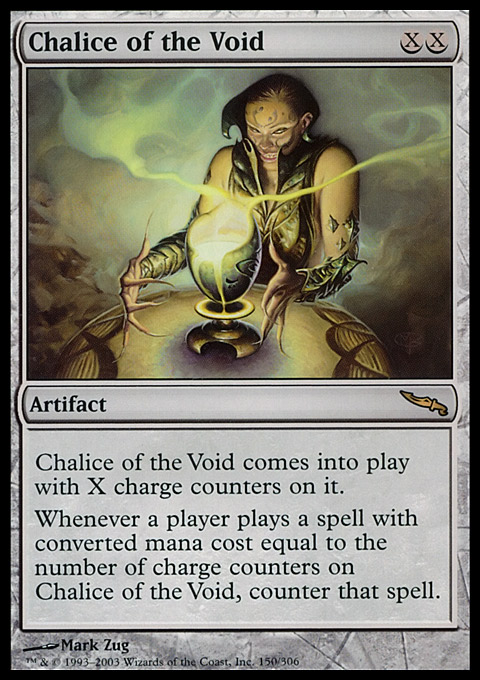 Chalice of the Void XX
Artifact
Chalice of the Void comes into play
with X charge counters on it.
Whenever a player plays a spell with
converted mana cost equal to the
number of charge counters on
Chalice of the Void, counter that spell.
Mark Zug
™ & © 1993–2003 Wizards of the Coast, Inc. 150/306